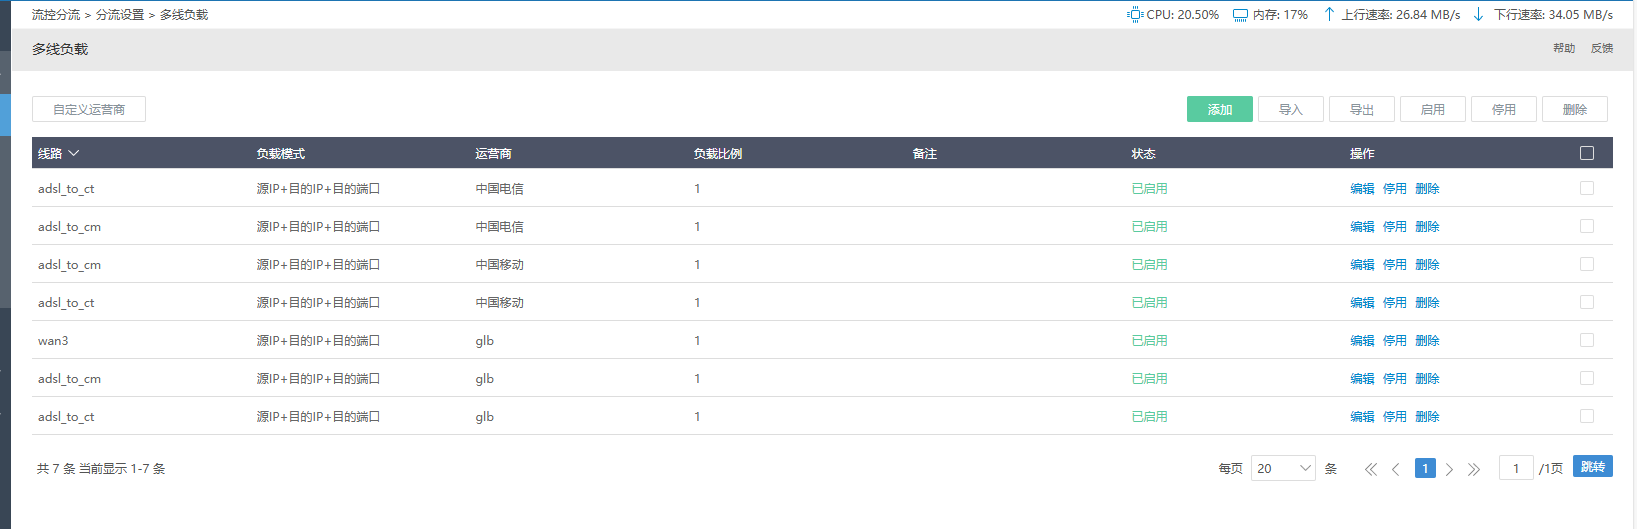 流控分流 > 分流设置 > 多线负载 CPU: 20.50% 内存: 17% 上行速率: 26.84 MB/s 下行速率: 34.05 MB/s
多线负载 帮助 反馈
自定义运营商 添加 导入 导出 启用 停用 删除
线路 负载模式 运营商 负载比例 备注 状态 操作
adsl_to_ct 源IP+目的IP+目的端口 中国电信 1 已启用 编辑 停用 删除
adsl_to_cm 源IP+目的IP+目的端口 中国电信 1 已启用 编辑 停用 删除
adsl_to_cm 源IP+目的IP+目的端口 中国移动 1 已启用 编辑 停用 删除
adsl_to_ct 源IP+目的IP+目的端口 中国移动 1 已启用 编辑 停用 删除
wan3 源IP+目的IP+目的端口 glb 1 已启用 编辑 停用 删除
adsl_to_cm 源IP+目的IP+目的端口 glb 1 已启用 编辑 停用 删除
adsl_to_ct 源IP+目的IP+目的端口 glb 1 已启用 编辑 停用 删除
共 7 条 当前显示 1-7 条 每页 20 条 1 1 /1页 跳转